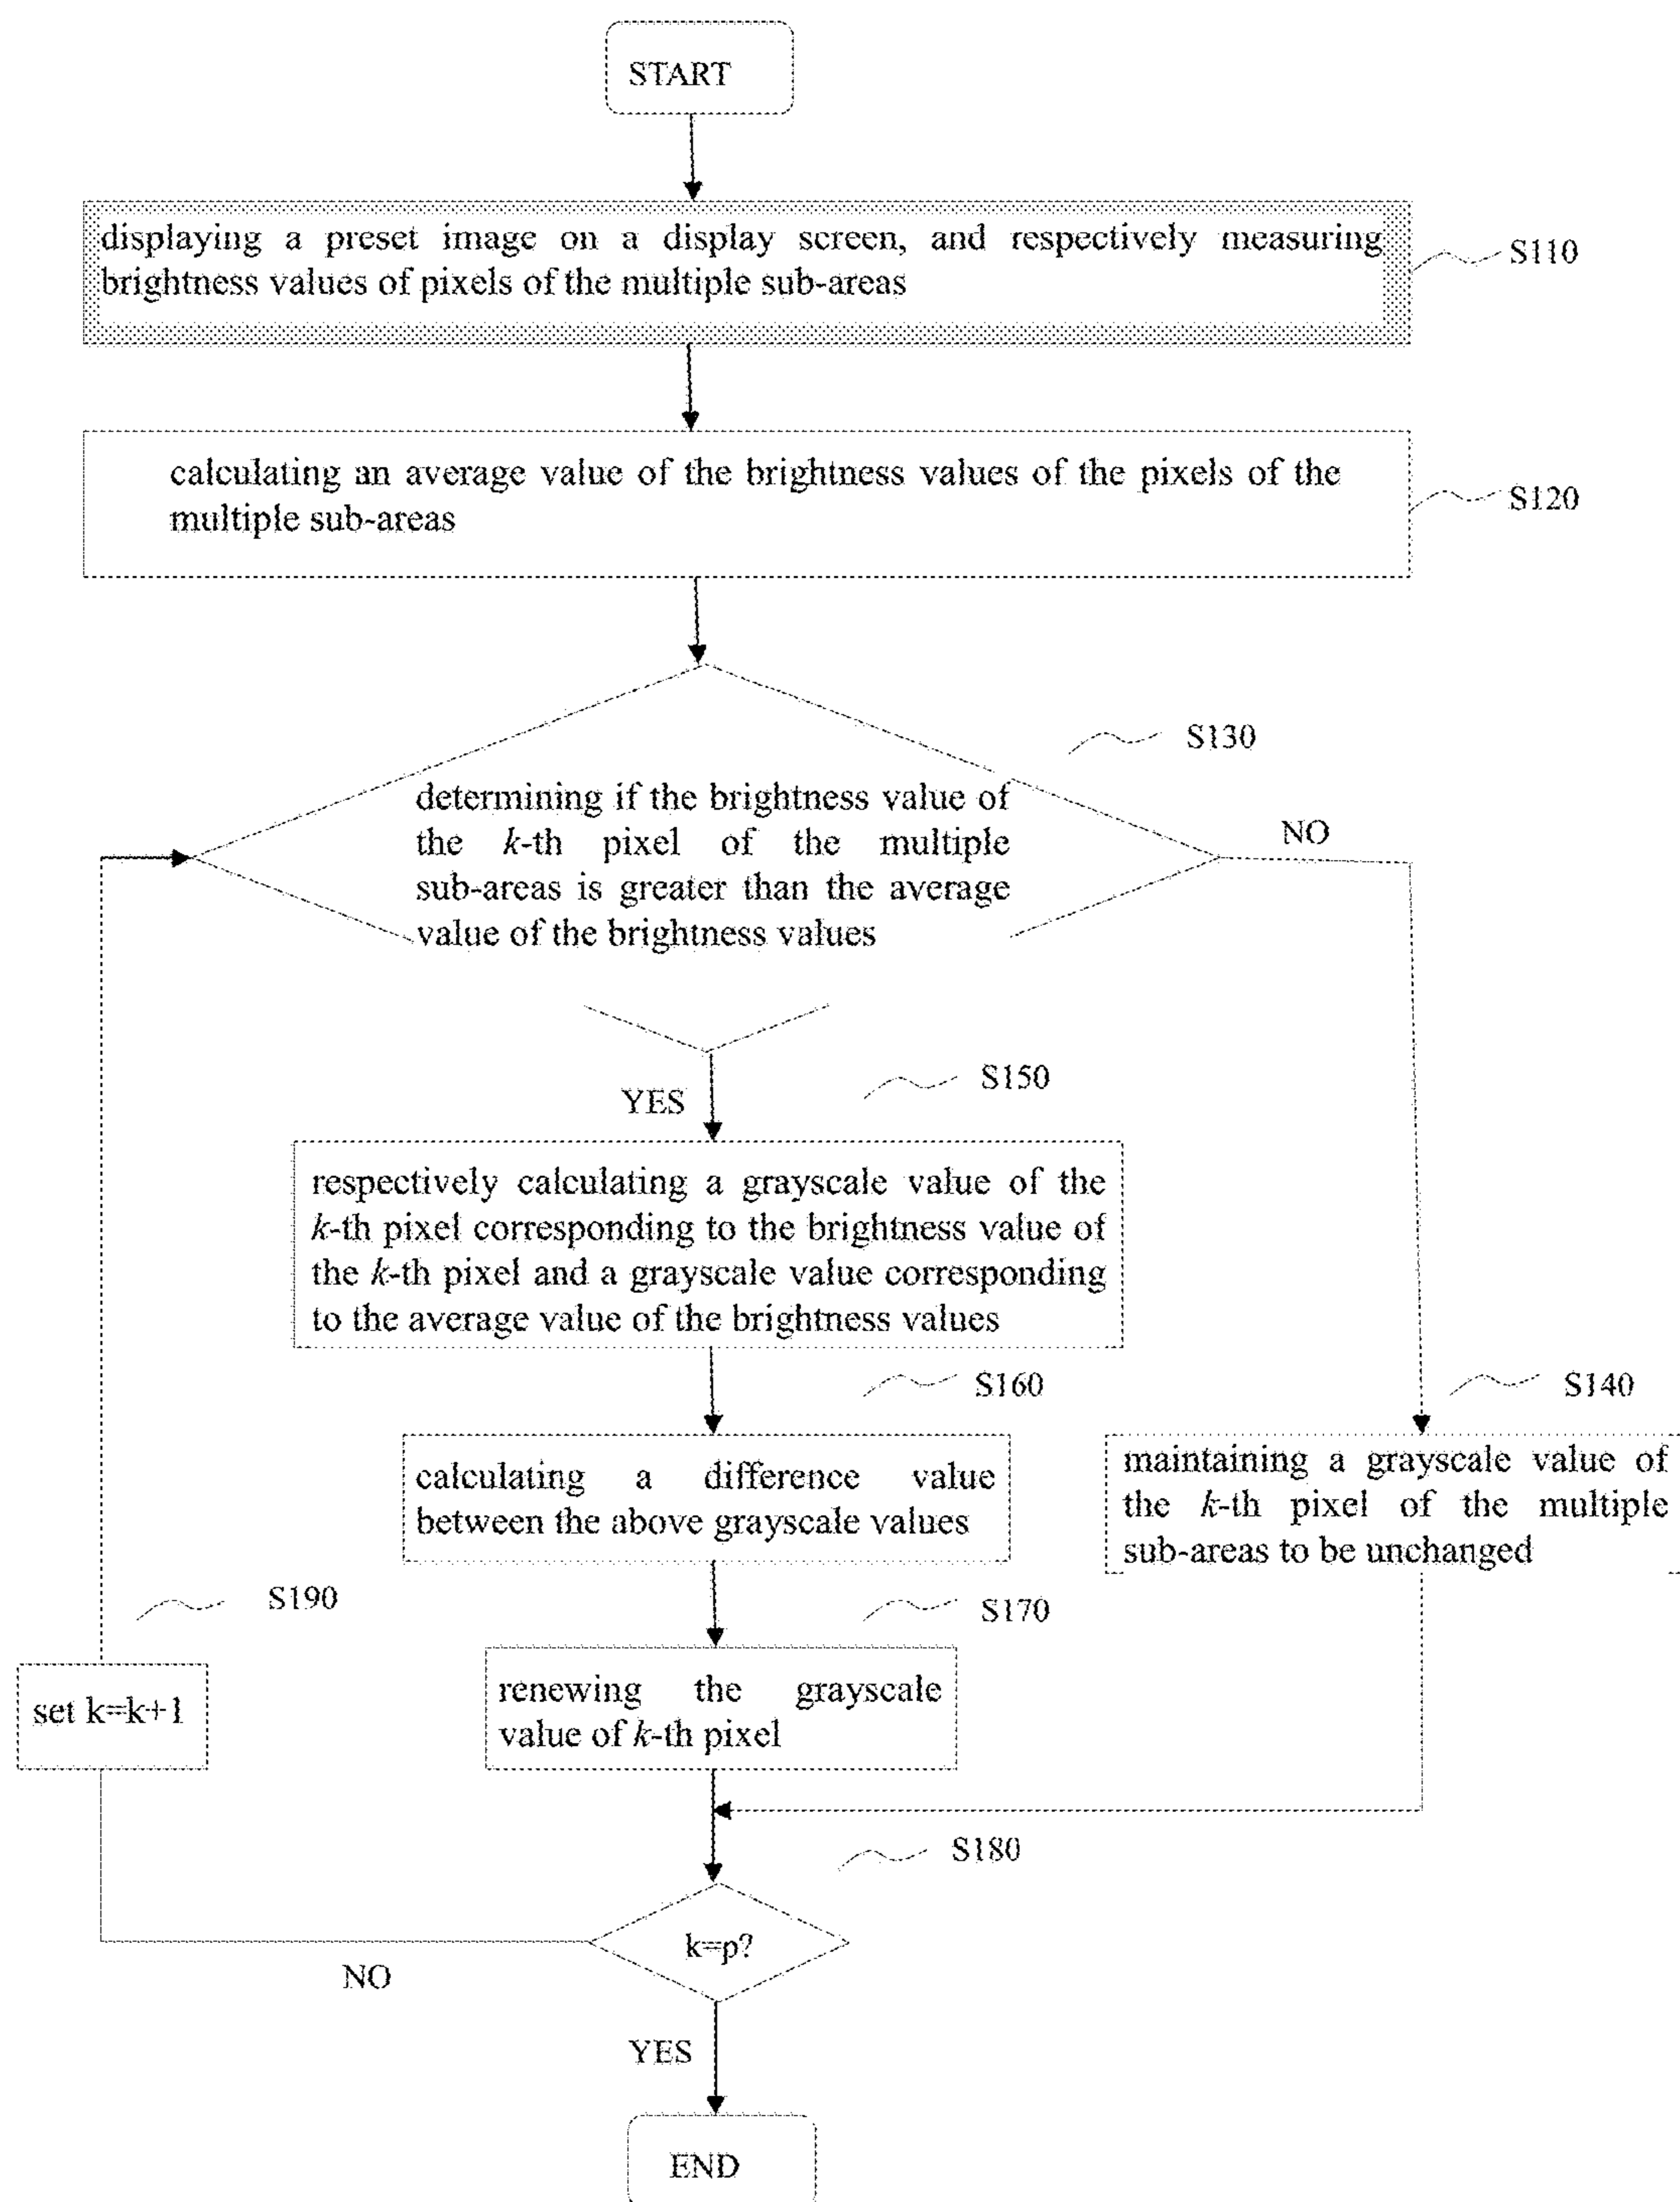 START
displaying a preset image on a display screen, and respectively measuring
brightness values of pixels of the multiple sub-areas
S110
calculating an average value of the brightness values of the pixels of the
multiple sub-areas
S120
S130
determining if the brightness value of
the k-th pixel of the multiple
sub-areas is greater than the average
value of the brightness values
NO
YES
S150
respectively calculating a grayscale value of the
k-th pixel corresponding to the brightness value of
the k-th pixel and a grayscale value corresponding
to the average value of the brightness values
S160
calculating a difference value
between the above grayscale values
S140
maintaining a grayscale value of
the k-th pixel of the multiple
sub-areas to be unchanged
S190
set k=k+1
S170
renewing the grayscale
value of k-th pixel
S180
k=p?
NO
YES
END